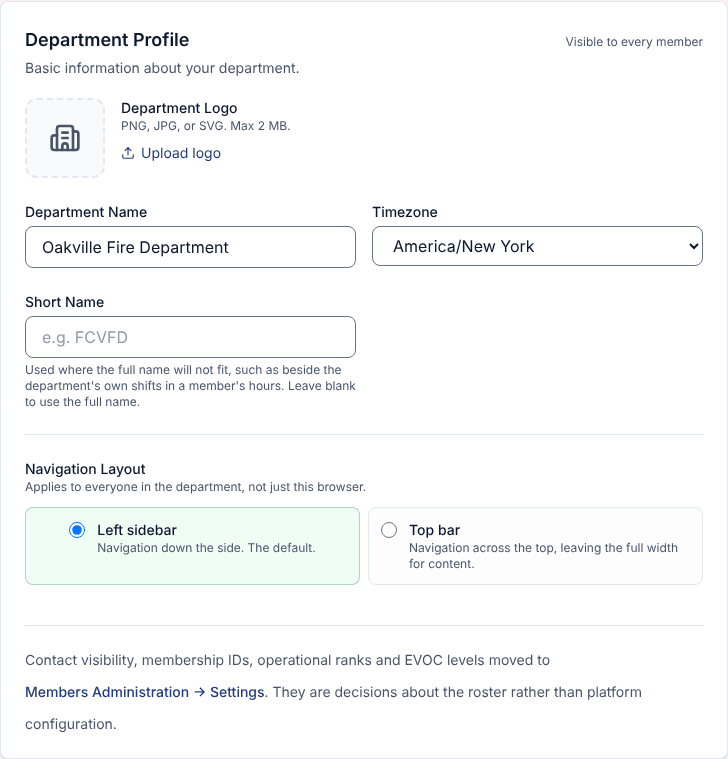 Department Profile
Visible to every member
Basic information about your department.
Department Logo
PNG, JPG, or SVG. Max 2 MB.
Upload logo
Department Name
Timezone
Oakville Fire Department
America/New York
Short Name
e.g. FCVFD
Used where the full name will not fit, such as beside the
department's own shifts in a member's hours. Leave blank
to use the full name.
Navigation Layout
Applies to everyone in the department, not just this browser.
Left sidebar
Navigation down the side. The default.
Top bar
Navigation across the top, leaving the full width
for content.
Contact visibility, membership IDs, operational ranks and EVOC levels moved to
Members Administration → Settings. They are decisions about the roster rather than platform
configuration.